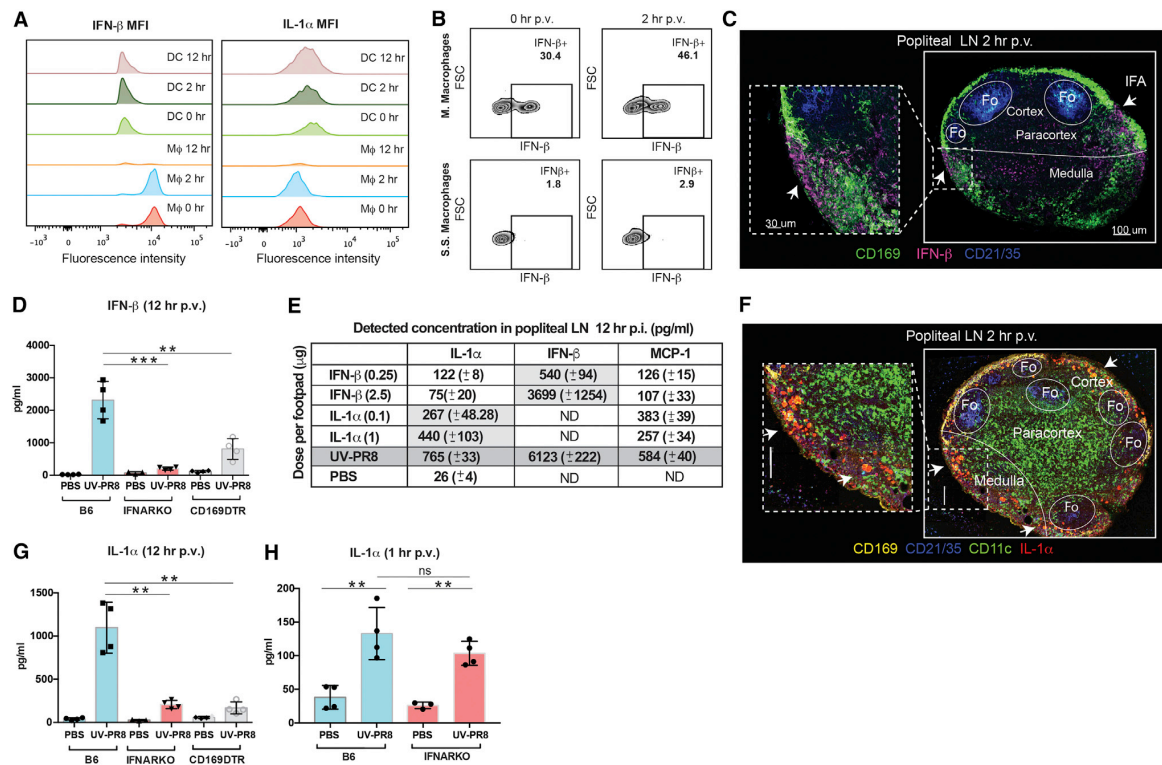 A
IFN-β MFI
IL-1α MFI
DC 12 hr
DC 2 hr
DC 0 hr
Mϕ 12 hr
Mϕ 2 hr
Mϕ 0 hr
DC 12 hr
DC 2 hr
DC 0 hr
Mϕ 12 hr
Mϕ 2 hr
Mϕ 0 hr
-10³ 0 10³ 10⁴ 10⁵
-10³ 0 10³ 10⁴ 10⁵
Fluorescence intensity
Fluorescence intensity
B
0 hr p.v.
2 hr p.v.
M. Macrophages
FSC
IFN-β+
30.4
IFN-β
FSC
IFN-β+
46.1
IFN-β
S.S. Macrophages
FSC
IFNβ+
1.8
IFN-β
FSC
IFNβ+
2.9
IFN-β
C
Popliteal LN 2 hr p.v.
IFA
Fo
Fo
Fo
Cortex
Paracortex
Medulla
30 um
100 um
CD169 IFN-β CD21/35
D
IFN-β (12 hr p.v.)
**
***
pg/ml
4000
3000
2000
1000
0
PBS UV-PR8 PBS UV-PR8 PBS UV-PR8
B6 IFNARKO CD169DTR
E
Detected concentration in popliteal LN 12 hr p.i. (pg/ml)
Dose per footpad (µg)
IL-1α IFN-β MCP-1
IFN-β (0.25) 122 (±8) 540 (±94) 126 (±15)
IFN-β (2.5) 75(±20) 3699 (±1254) 107 (±33)
IL-1α (0.1) 267 (±48.28) ND 383 (±39)
IL-1α (1) 440 (±103) ND 257 (±34)
UV-PR8 765 (±33) 6123 (±222) 584 (±40)
PBS 26 (±4) ND ND
F
Popliteal LN 2 hr p.v.
Fo
Fo
Fo
Fo
Fo
Fo
Cortex
Paracortex
Medulla
CD169 CD21/35 CD11c IL-1α
G
IL-1α (12 hr p.v.)
**
**
pg/ml
1500
1000
500
0
PBS UV-PR8 PBS UV-PR8 PBS UV-PR8
B6 IFNARKO CD169DTR
H
IL-1α (1 hr p.v.)
ns
** **
pg/ml
200
150
100
50
0
PBS UV-PR8 PBS UV-PR8
B6 IFNARKO